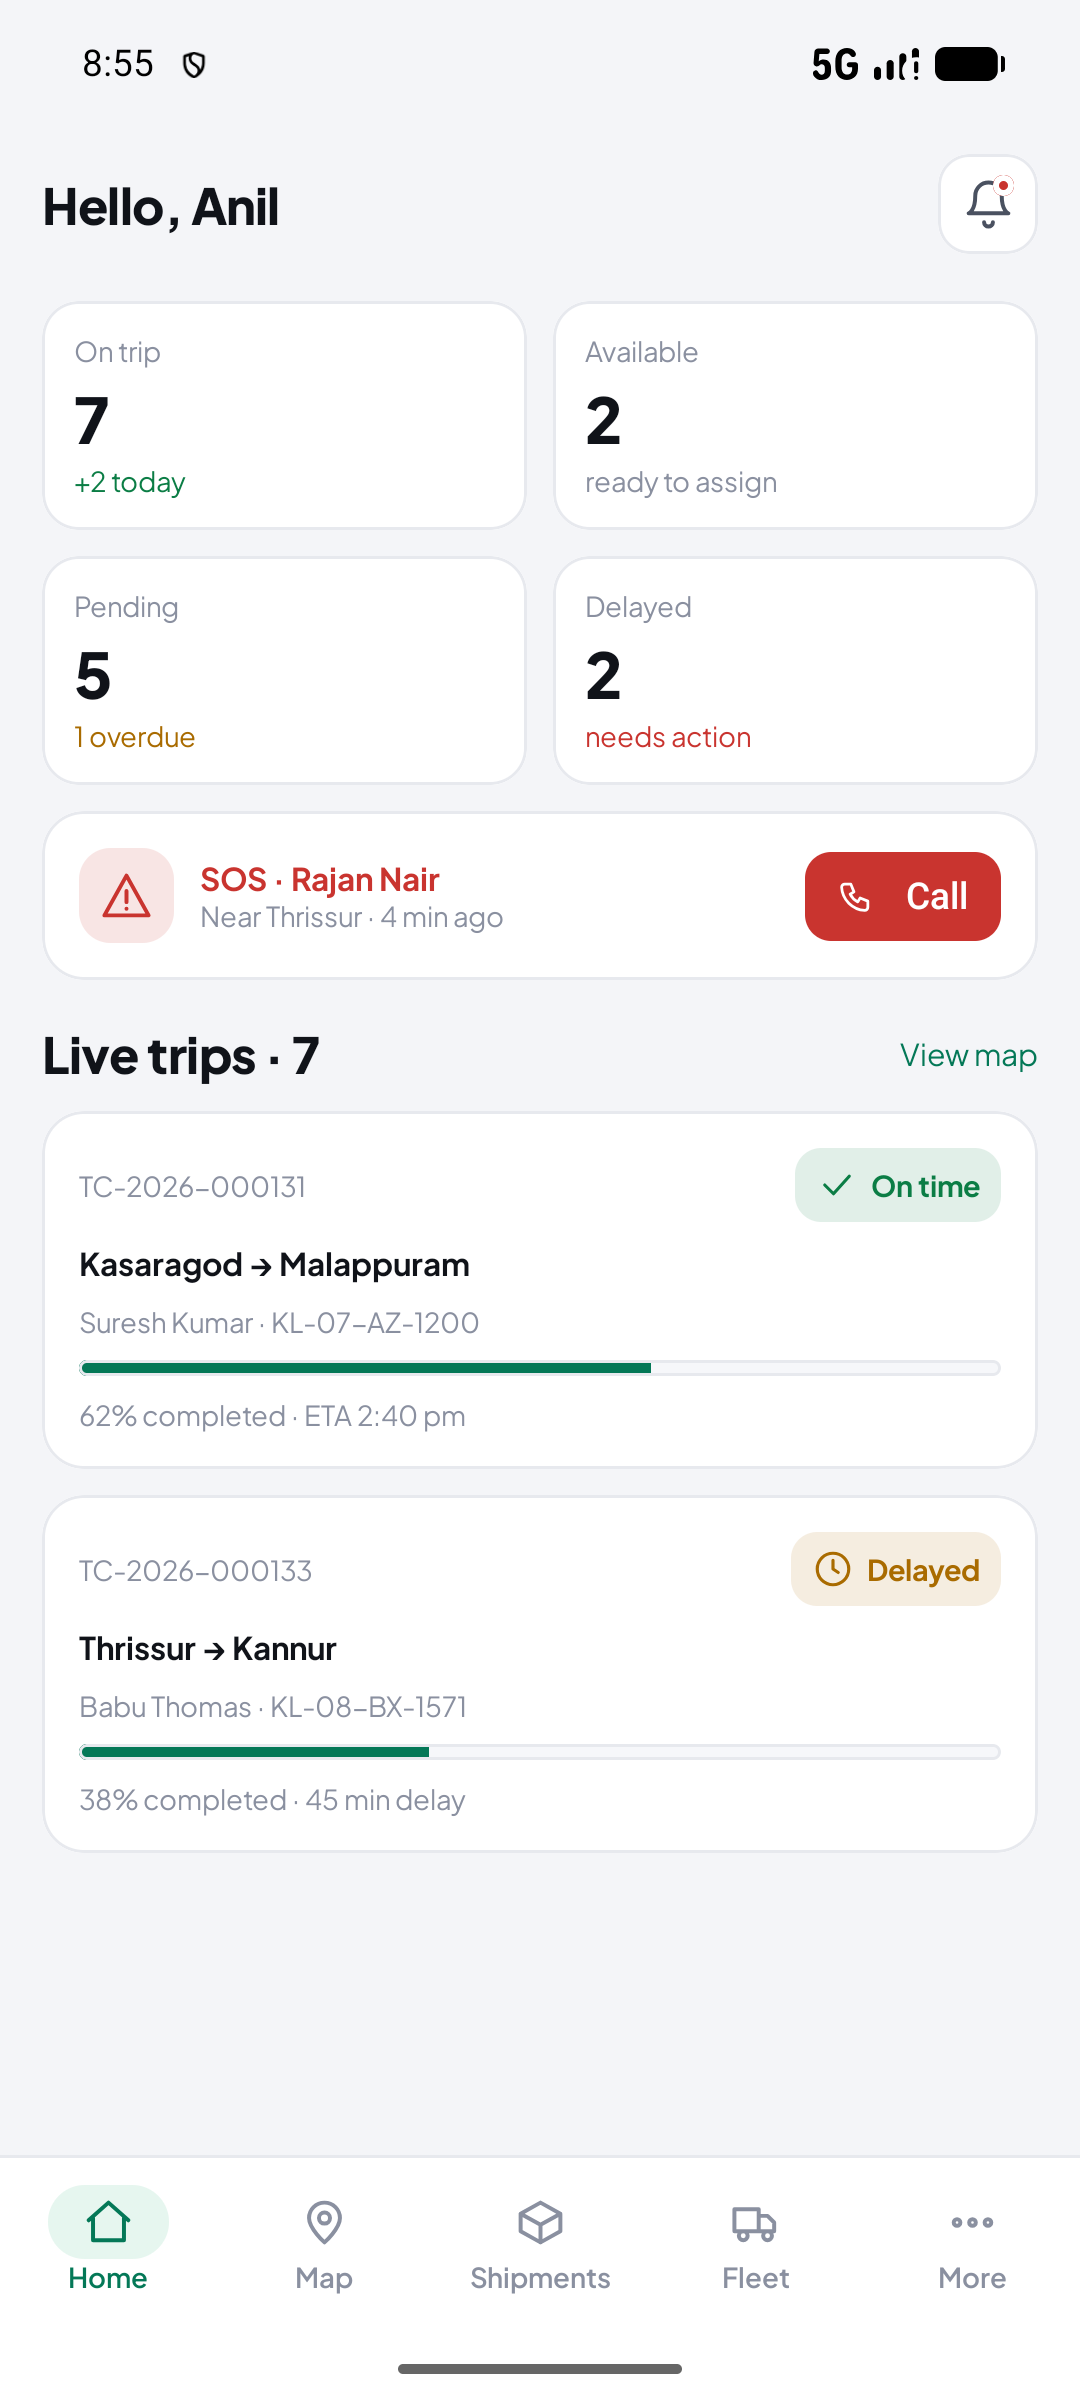 8:55
5G
Hello, Anil
On trip
7
+2 today
Available
2
ready to assign
Pending
5
1 overdue
Delayed
2
needs action
SOS · Rajan Nair
Near Thrissur · 4 min ago
Call
Live trips · 7
View map
TC-2026-000131
On time
Kasaragod → Malappuram
Suresh Kumar · KL-07-AZ-1200
62% completed · ETA 2:40 pm
TC-2026-000133
Delayed
Thrissur → Kannur
Babu Thomas · KL-08-BX-1571
38% completed · 45 min delay
Home
Map
Shipments
Fleet
More